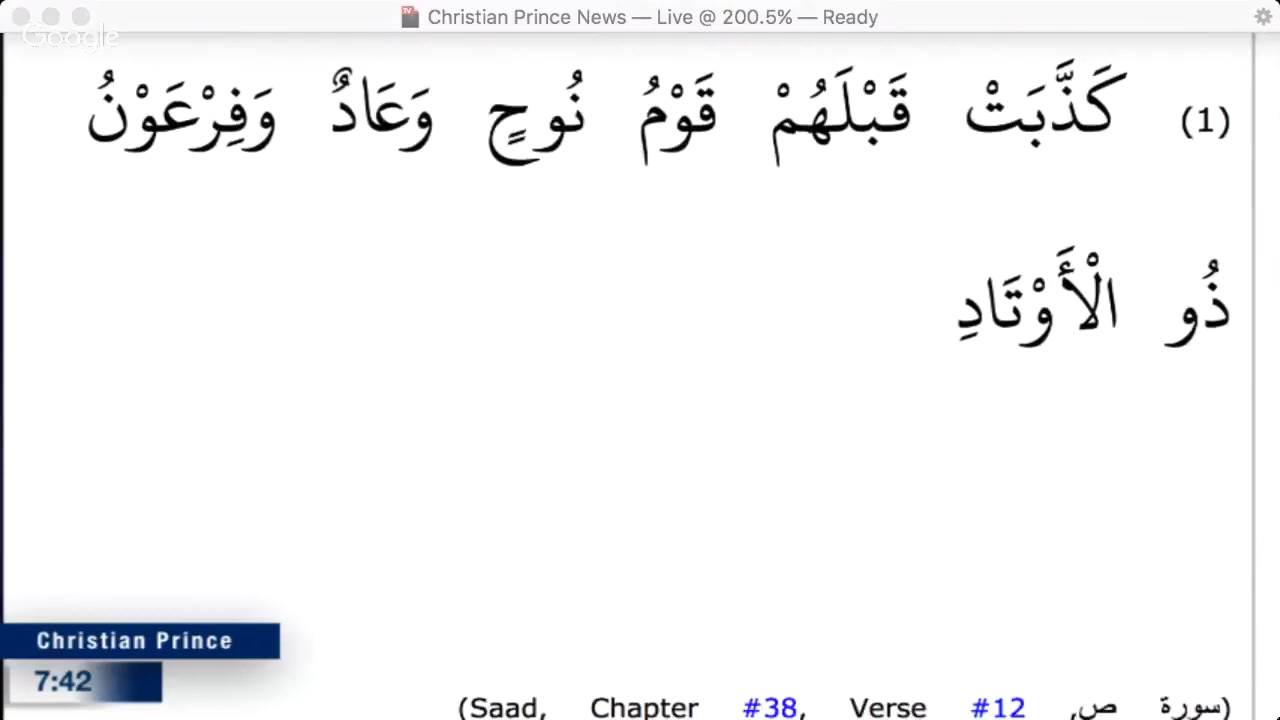 Christian Prince News — Live @ 200.5% — Ready
Google
(1) كَذَّبَتْ قَبْلَهُمْ قَوْمُ نُوحٍ وَعَادٌ وَفِرْعَوْنُ
ذُو الْأَوْتَادِ
Christian Prince
7:42
(سورة ص, Saad, Chapter #38, Verse #12)